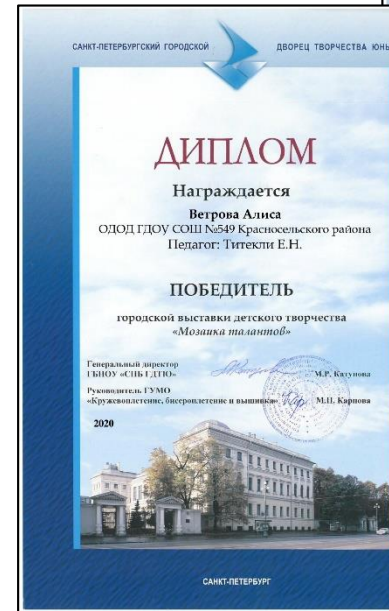 САНКТ-ПЕТЕРБУРГСКИЙ ГОРОДСКОЙ ДВОРЕЦ ТВОРЧЕСТВА ЮНЫ
ДИПЛОМ
Награждается
Ветрова Алиса
ОДОД ГДОУ СОШ №549 Красносельского района
Педагог: Титекли Е.Н.
ПОБЕДИТЕЛЬ
городской выставки детского творчества
«Мозаика талантов»
Генеральный директор
ГБНОУ «СПБ ГДТЮ» М.Р. Катунова
Руководитель ГУМО
«Кружевоплетение, бисероплетение и вышивка» М.П. Карпова
2020
САНКТ-ПЕТЕРБУРГ